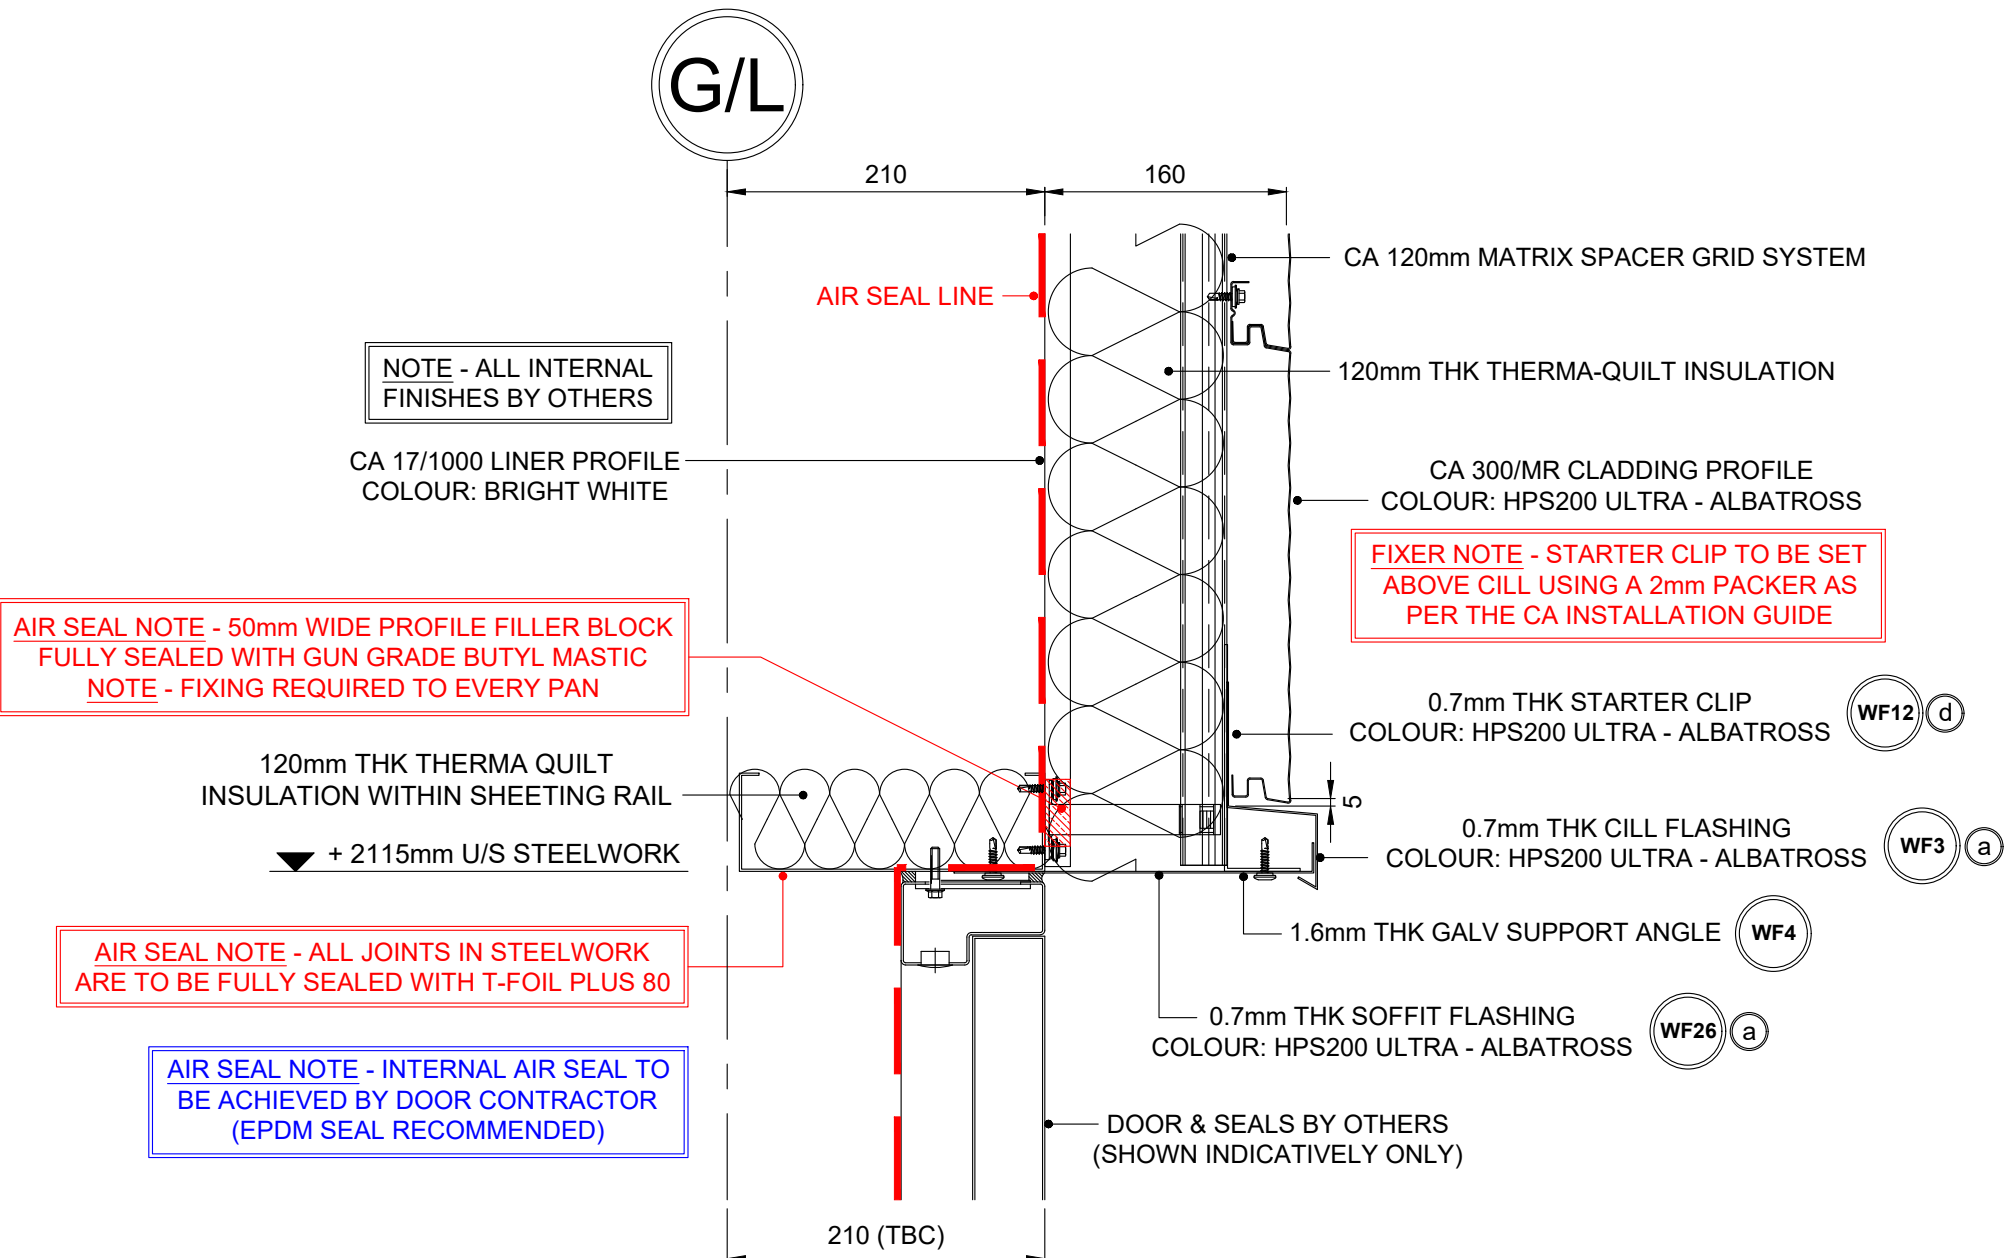 G/L
210
160
CA 120mm MATRIX SPACER GRID SYSTEM
AIR SEAL LINE
NOTE - ALL INTERNAL
FINISHES BY OTHERS
120mm THK THERMA-QUILT INSULATION
CA 17/1000 LINER PROFILE
COLOUR: BRIGHT WHITE
CA 300/MR CLADDING PROFILE
COLOUR: HPS200 ULTRA - ALBATROSS
FIXER NOTE - STARTER CLIP TO BE SET
ABOVE CILL USING A 2mm PACKER AS
PER THE CA INSTALLATION GUIDE
AIR SEAL NOTE - 50mm WIDE PROFILE FILLER BLOCK
FULLY SEALED WITH GUN GRADE BUTYL MASTIC
NOTE - FIXING REQUIRED TO EVERY PAN
0.7mm THK STARTER CLIP
COLOUR: HPS200 ULTRA - ALBATROSS
WF12 d
120mm THK THERMA QUILT
INSULATION WITHIN SHEETING RAIL
5
0.7mm THK CILL FLASHING
COLOUR: HPS200 ULTRA - ALBATROSS
WF3 a
+ 2115mm U/S STEELWORK
1.6mm THK GALV SUPPORT ANGLE
WF4
AIR SEAL NOTE - ALL JOINTS IN STEELWORK
ARE TO BE FULLY SEALED WITH T-FOIL PLUS 80
0.7mm THK SOFFIT FLASHING
COLOUR: HPS200 ULTRA - ALBATROSS
WF26 a
AIR SEAL NOTE - INTERNAL AIR SEAL TO
BE ACHIEVED BY DOOR CONTRACTOR
(EPDM SEAL RECOMMENDED)
DOOR & SEALS BY OTHERS
(SHOWN INDICATIVELY ONLY)
210 (TBC)